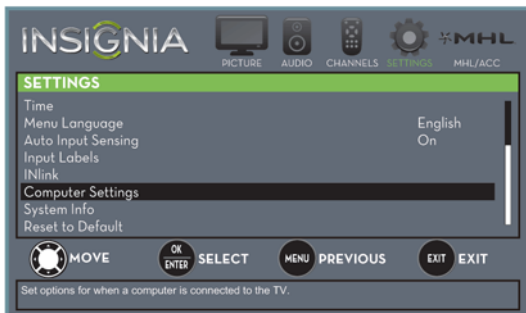 INSIGNIA
PICTURE AUDIO CHANNELS SETTINGS MHL/ACC
MHL
SETTINGS
Time
Menu Language English
Auto Input Sensing On
Input Labels
INlink
Computer Settings
System Info
Reset to Default
MOVE OK ENTER SELECT MENU PREVIOUS EXIT EXIT
Set options for when a computer is connected to the TV.